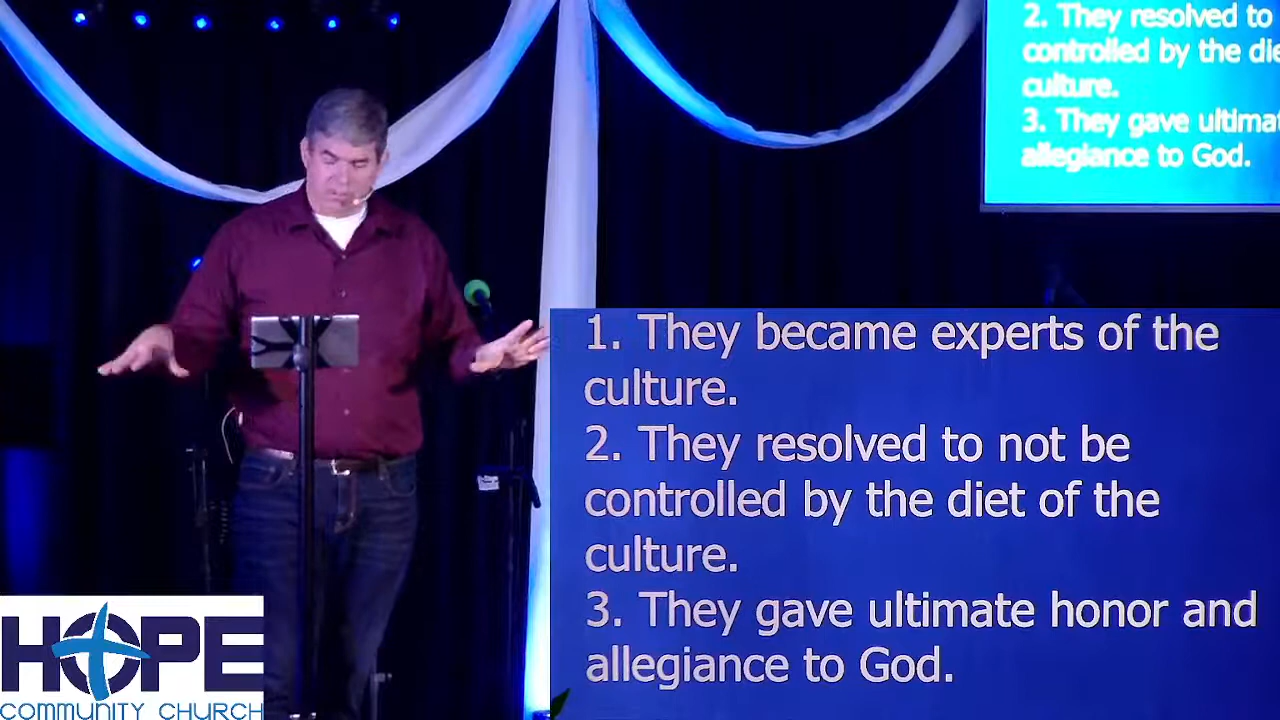 2. They resolved to
controlled by the die
culture.
3. They gave ultimat
allegiance to God.
1. They became experts of the
culture.
2. They resolved to not be
controlled by the diet of the
culture.
3. They gave ultimate honor and
allegiance to God.
HOPE
COMMUNITY CHURCH